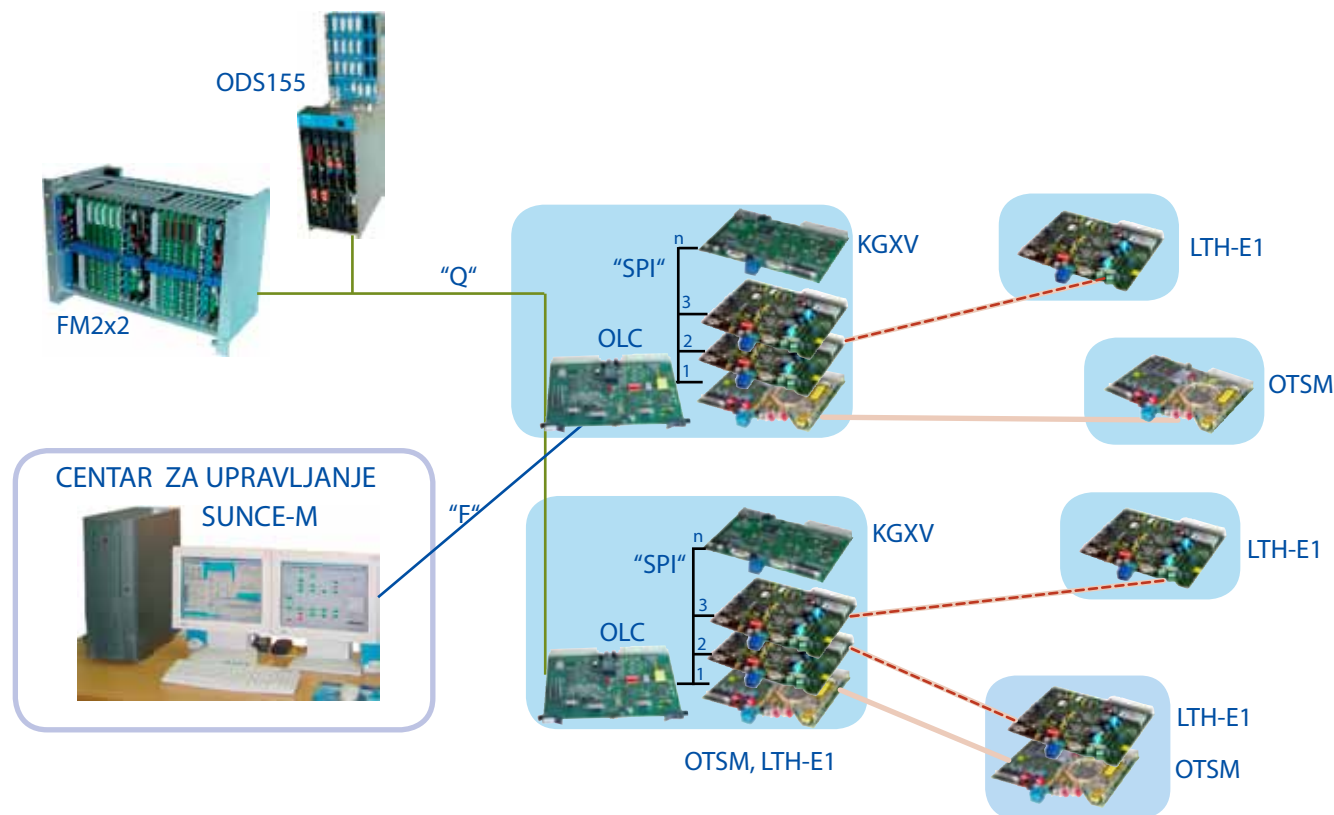 ODS155
FM2x2
“Q“
n
“SPI“
3
2
1
OLC
KGXV
LTH-E1
OTSM
CENTAR ZA UPRAVLJANJE
SUNCE-M
“F“
n
“SPI“
3
2
1
OLC
KGXV
LTH-E1
OTSM, LTH-E1
LTH-E1
OTSM